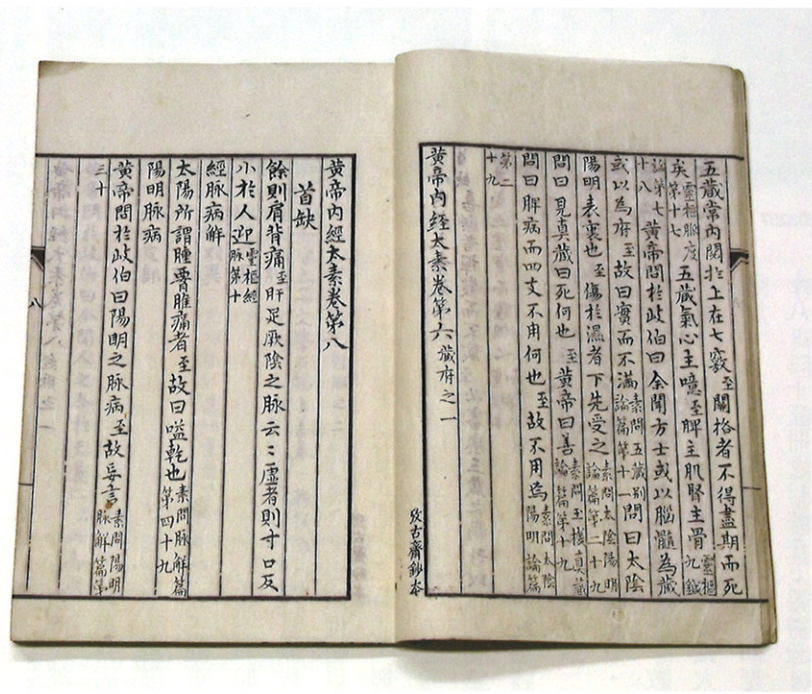 五藏常內閱於上在七竅至關格者不得盡期而死靈樞
矣靈樞脈度第十七五藏氣心主噫至脾主肌腎主骨九鍼
論第七十八黃帝問於歧伯曰余聞方士或以腦髓為藏
或以為府至故曰實而不滿素問五藏別論篇第十一問曰太陰
陽明表裏也至傷於濕者下先受之素問太陰陽明論篇第二十九
問曰見真藏曰死何也至黃帝曰善素問玉機真藏論篇第十九
問曰脾病而四支不用何也至故不用焉素問太陰陽明論篇
第二十九
黃帝內經太素卷第六藏府之一
攷古齋鈔本
黃帝內經太素卷第八
首缺
餘則肩背痛至肝足厥陰之脈云〻虛者則寸口反
小於人迎靈樞經脈第十
經脈病解
太陽所謂腫要脽痛者至故曰嗌乾也素問脈解篇第四十九
陽明脈病
黃帝問於歧伯曰陽明之脈病至故妄言素問陽明脈解篇第
三十
八